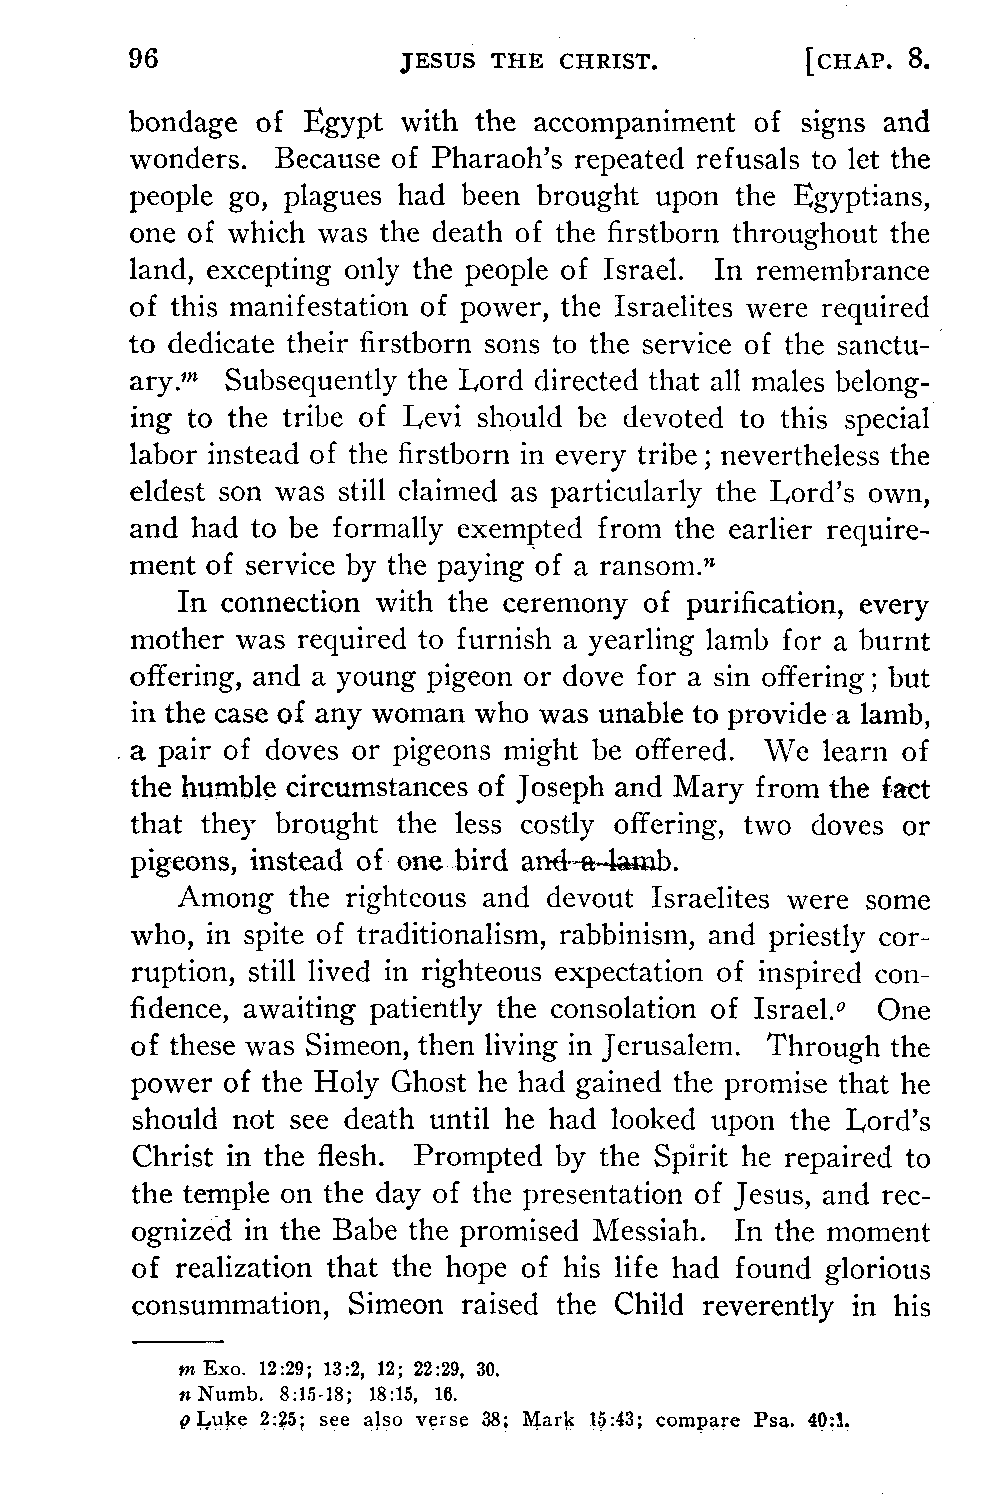 96 JESUS THE CHRIST. [CHAP. 8.
bondage of Egypt with the accompaniment of signs and
wonders. Because of Pharaoh's repeated refusals to let the
people go, plagues had been brought upon the Egyptians,
one of which was the death of the firstborn throughout the
land, excepting only the people of Israel. In remembrance
of this manifestation of power, the Israelites were required
to dedicate their firstborn sons to the service of the sanctu-
ary.m Subsequently the Lord directed that all males belong-
ing to the tribe of Levi should be devoted to this special
labor instead of the firstborn in every tribe; nevertheless the
eldest son was still claimed as particularly the Lord's own,
and had to be formally exempted from the earlier require-
ment of service by the paying of a ransom.n
In connection with the ceremony of purification, every
mother was required to furnish a yearling lamb for a burnt
offering, and a young pigeon or dove for a sin offering; but
in the case of any woman who was unable to provide a lamb,
a pair of doves or pigeons might be offered. We learn of
the humble circumstances of Joseph and Mary from the fact
that they brought the less costly offering, two doves or
pigeons, instead of one bird and a lamb.
Among the righteous and devout Israelites were some
who, in spite of traditionalism, rabbinism, and priestly cor-
ruption, still lived in righteous expectation of inspired con-
fidence, awaiting patiently the consolation of Israel.o One
of these was Simeon, then living in Jerusalem. Through the
power of the Holy Ghost he had gained the promise that he
should not see death until he had looked upon the Lord's
Christ in the flesh. Prompted by the Spirit he repaired to
the temple on the day of the presentation of Jesus, and rec-
ognized in the Babe the promised Messiah. In the moment
of realization that the hope of his life had found glorious
consummation, Simeon raised the Child reverently in his
m Exo. 12:29; 13:2, 12; 22:29, 30.
n Numb. 8:15-18; 18:15, 16.
o Luke 2:25; see also verse 38; Mark 15:43; compare Psa. 40:1.